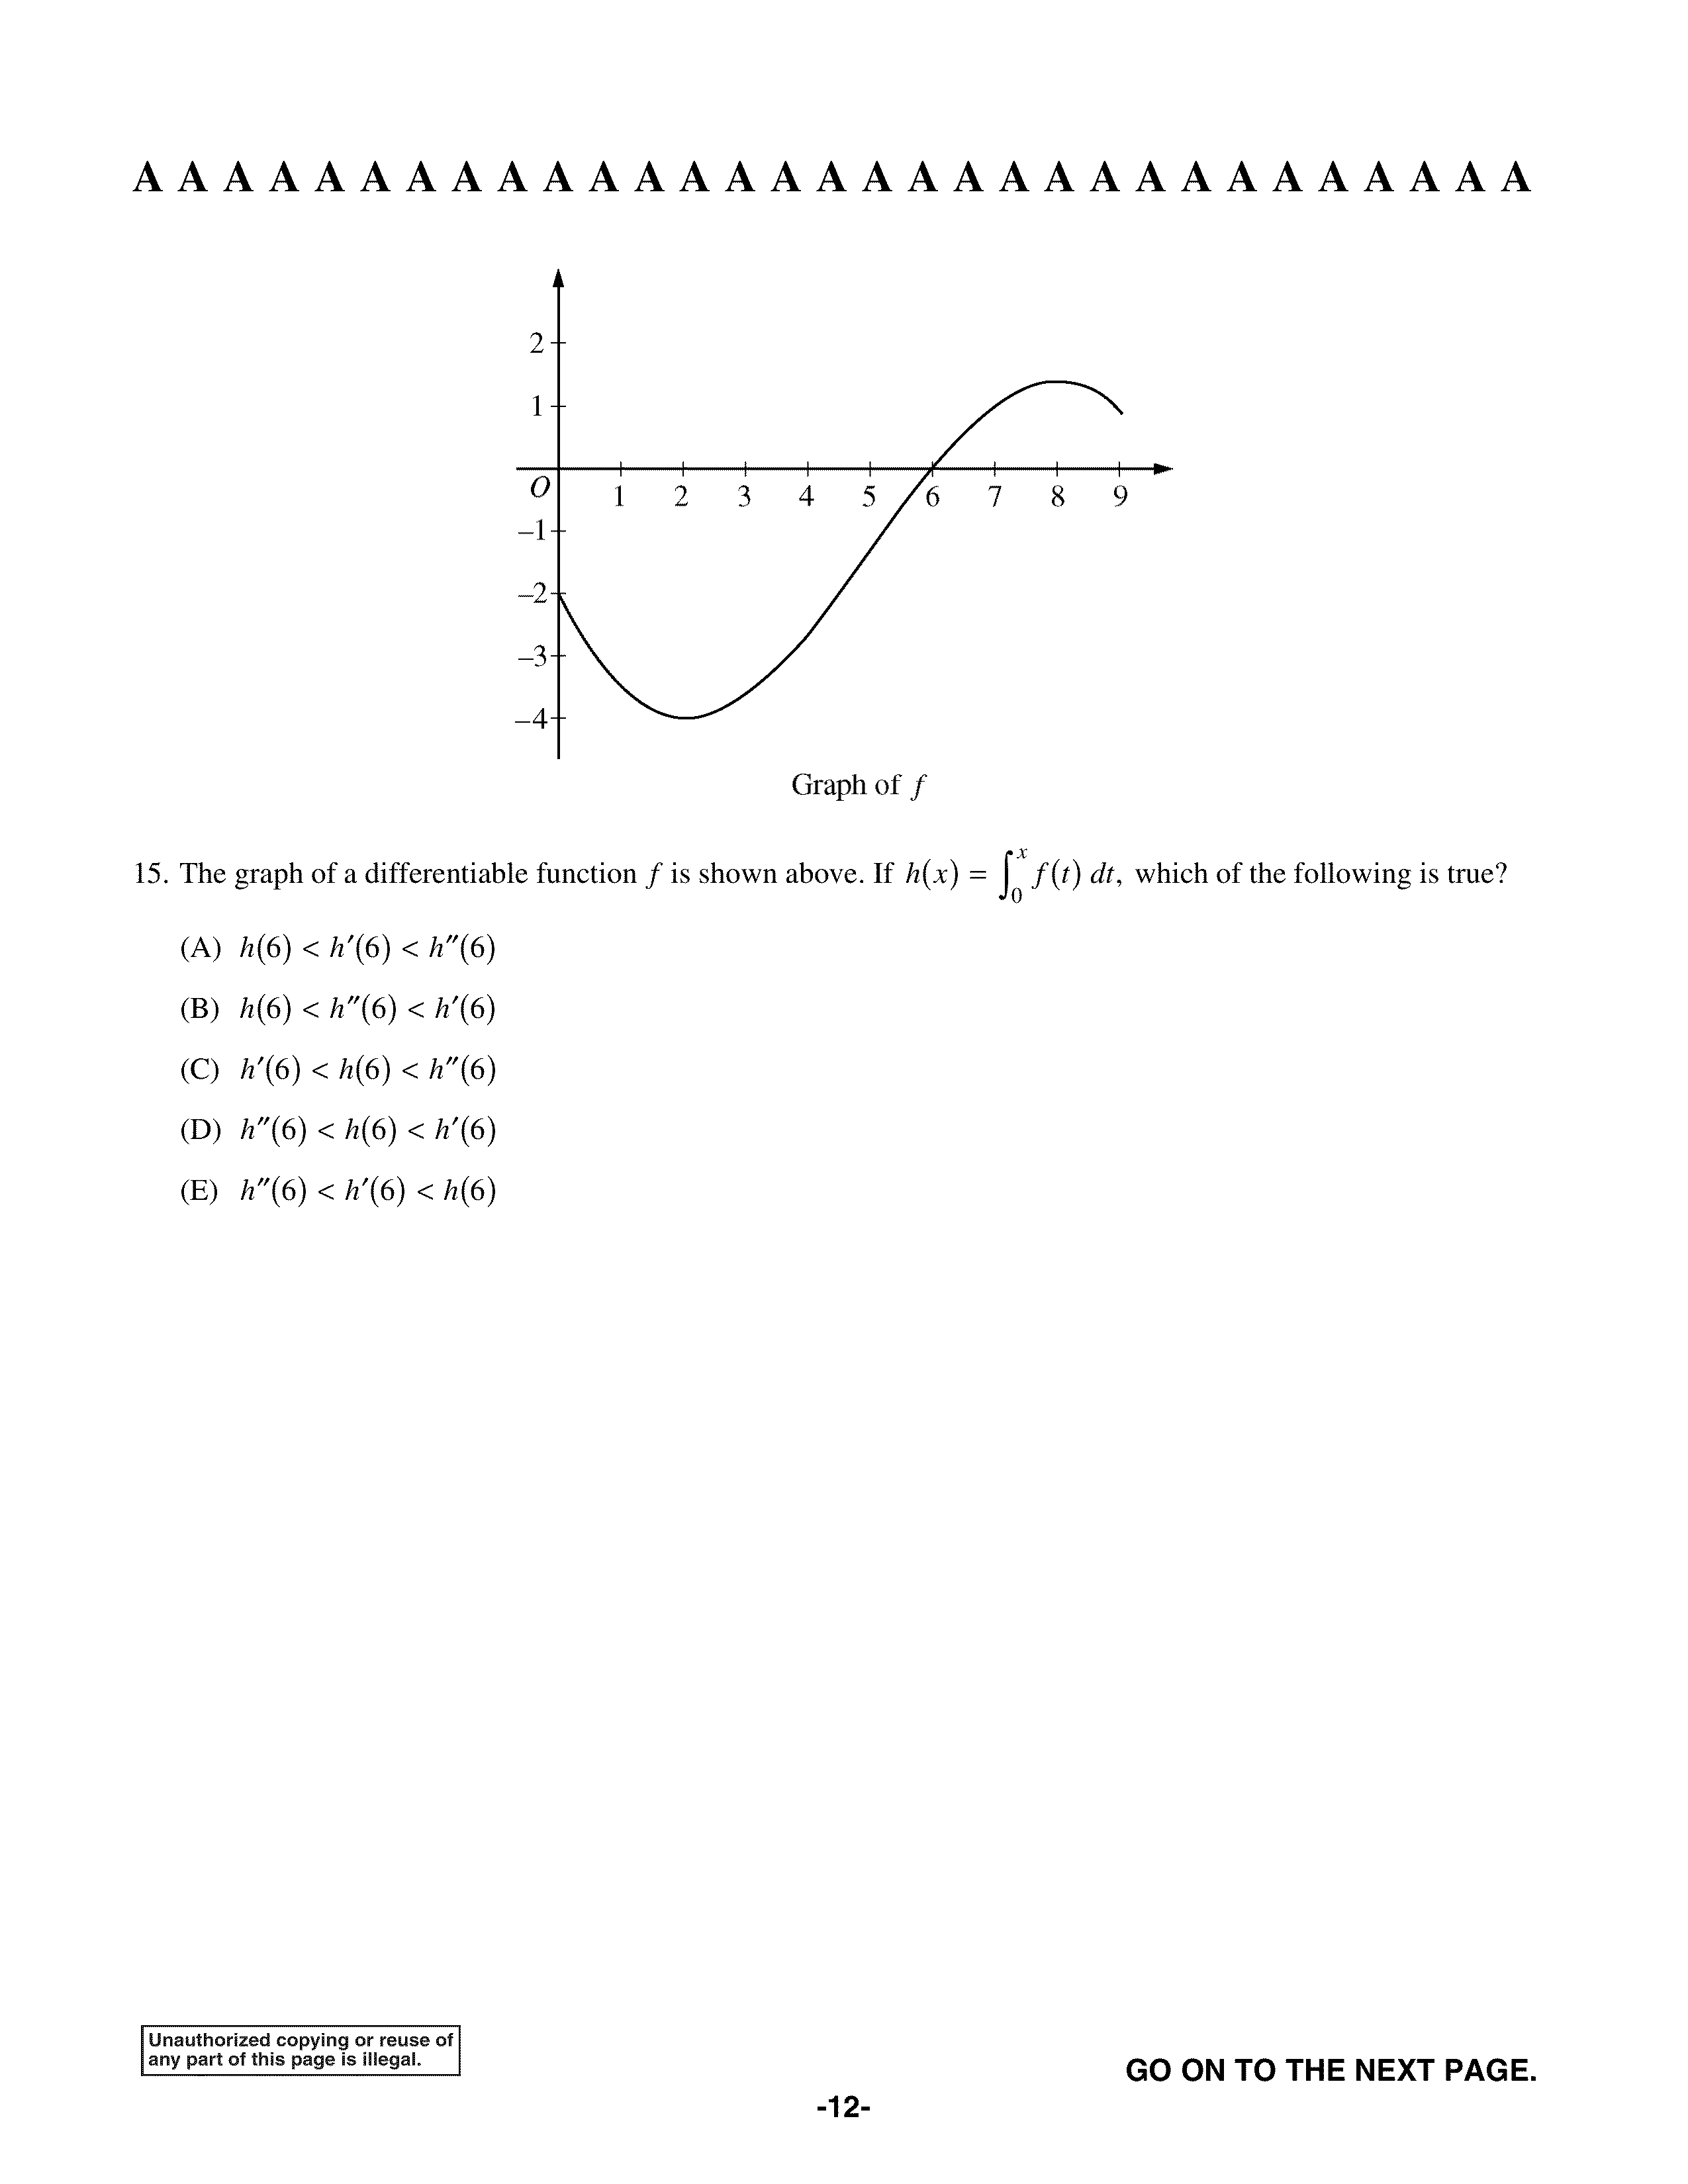 A A A A A A A A A A A A A A A A A A A A A A A A A A A A A A A
2
1
O
1 2 3 4 5 6 7 8 9
–1
–2
–3
–4
Graph of f
15. The graph of a differentiable function f is shown above. If h(x) = ∫₀ˣ f(t) dt, which of the following is true?
(A) h(6) < h′(6) < h″(6)
(B) h(6) < h″(6) < h′(6)
(C) h′(6) < h(6) < h″(6)
(D) h″(6) < h(6) < h′(6)
(E) h″(6) < h′(6) < h(6)
Unauthorized copying or reuse of
any part of this page is illegal.
GO ON TO THE NEXT PAGE.
-12-